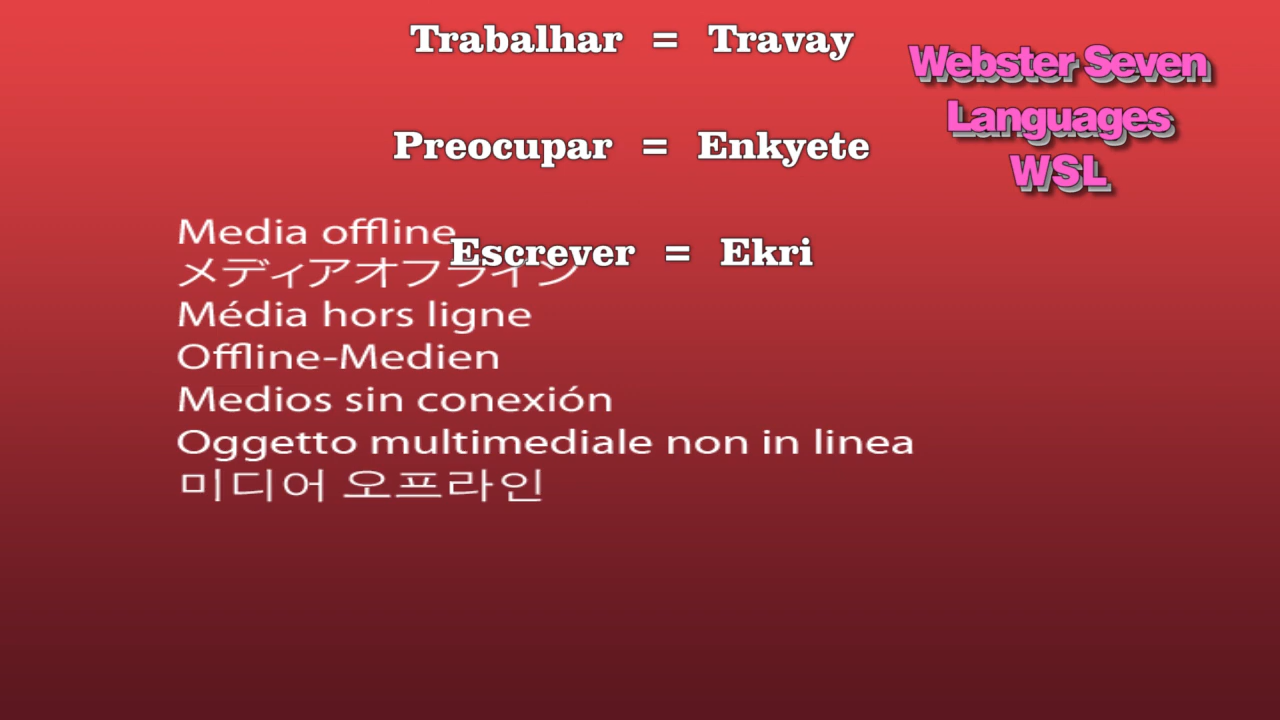 Trabalhar = Travay
Webster Seven
Languages
WSL
Preocupar = Enkyete
Media offline
Escrever = Ekri
メディアオフライン
Média hors ligne
Offline-Medien
Medios sin conexión
Oggetto multimediale non in linea
미디어 오프라인